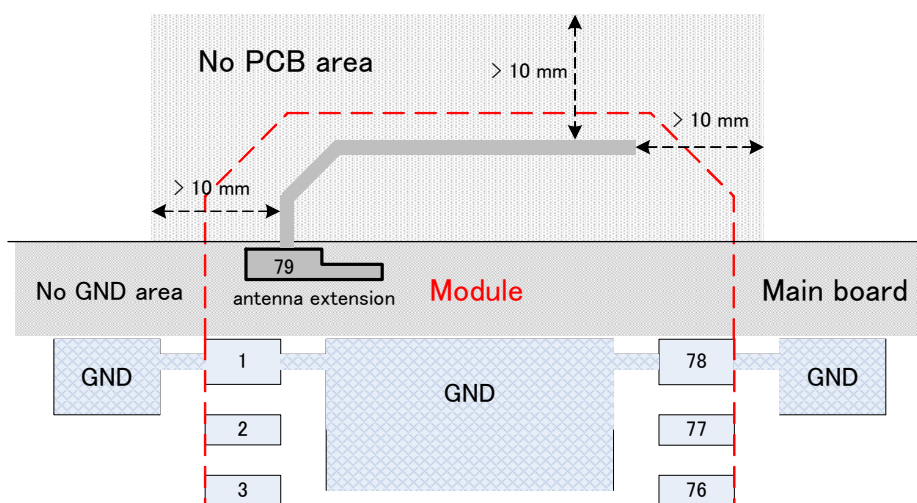 No PCB area
> 10 mm
> 10 mm
> 10 mm
79
antenna extension
No GND area
Module
Main board
GND
1
GND
78
GND
2
77
3
76